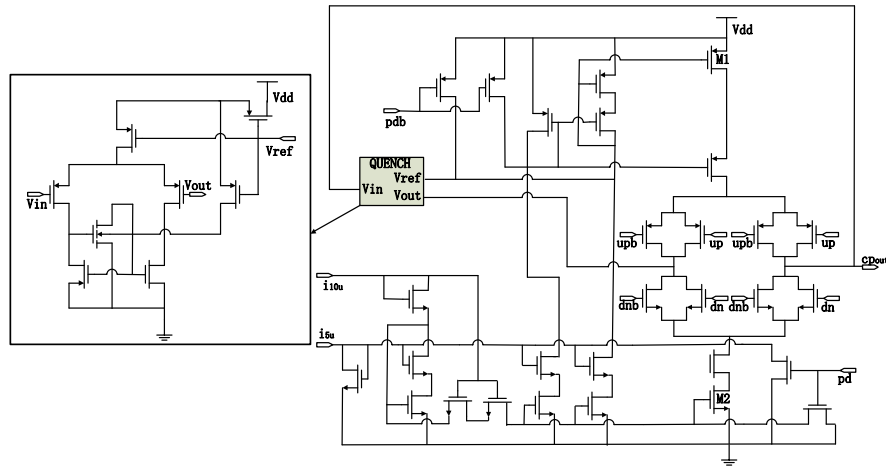 Vdd
M1
Vdd
pdb
Vref
QUENCH
Vref
Vin
Vout
Vin
Vout
upb
up
upb
up
cpout
i10u
dnb
dn
dnb
dn
i5u
pd
M2